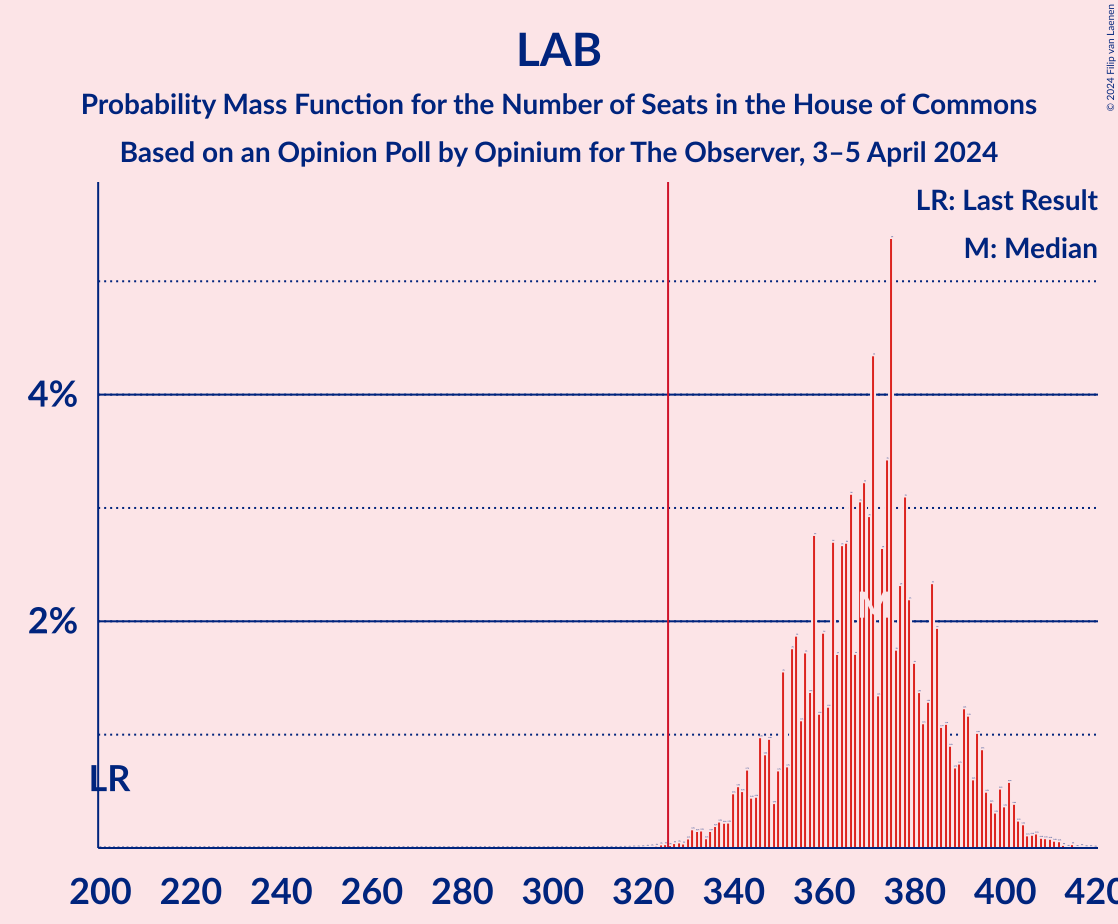 LAB
Probability Mass Function for the Number of Seats in the House of Commons
Based on an Opinion Poll by Opinium for The Observer, 3–5 April 2024
© 2024 Filip van Laenen
LR: Last Result
M: Median
4%
2%
M
LR
200 220 240 260 280 300 320 340 360 380 400 420